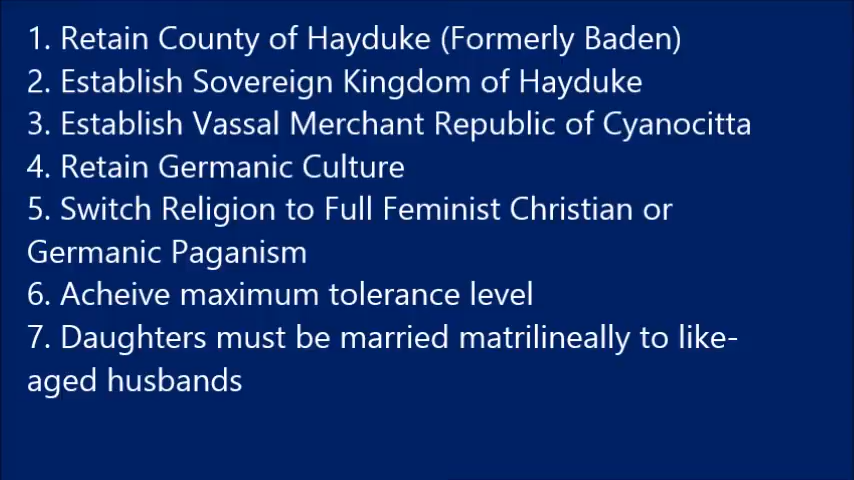 1. Retain County of Hayduke (Formerly Baden)
2. Establish Sovereign Kingdom of Hayduke
3. Establish Vassal Merchant Republic of Cyanocitta
4. Retain Germanic Culture
5. Switch Religion to Full Feminist Christian or
Germanic Paganism
6. Acheive maximum tolerance level
7. Daughters must be married matrilineally to like-
aged husbands